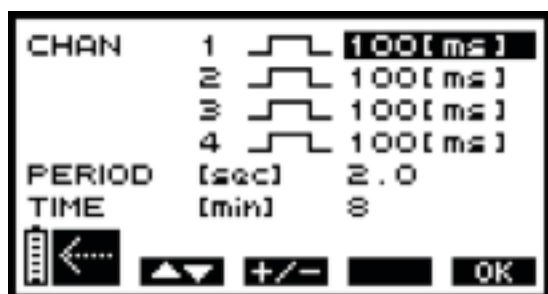 CHAN 1 100[ms]
2 100[ms]
3 100[ms]
4 100[ms]
PERIOD [sec] 2.0
TIME [min] 8
+/- OK